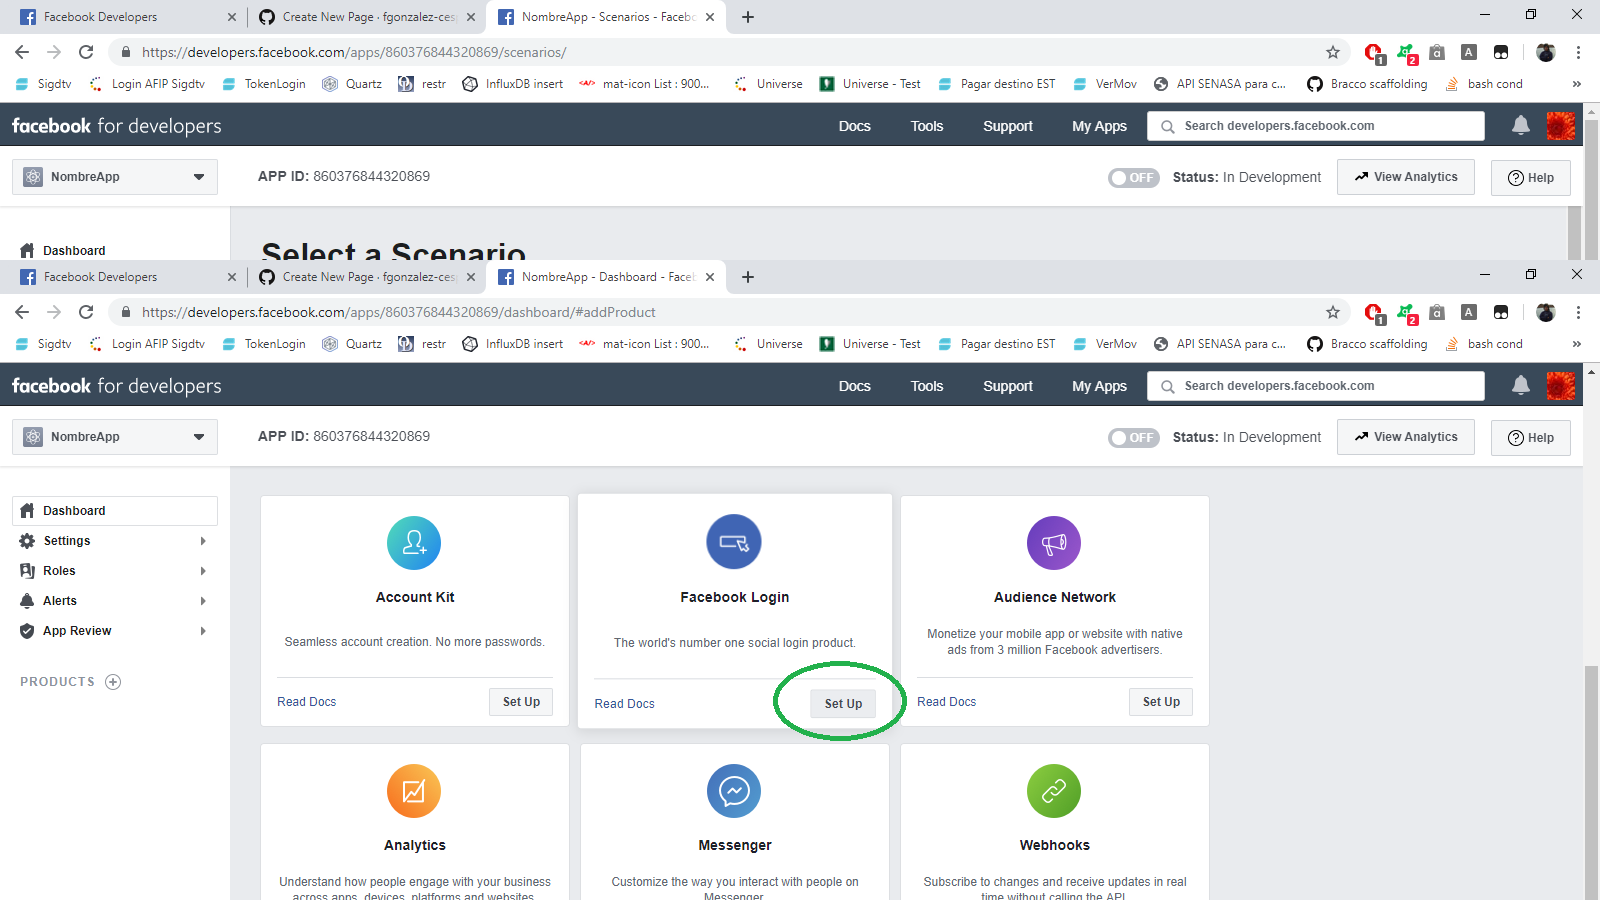 Facebook Developers
Create New Page · fgonzalez-cesp
NombreApp - Scenarios - Faceb
https://developers.facebook.com/apps/860376844320869/scenarios/
1
2
a
A
Sigdtv
Login AFIP Sigdtv
TokenLogin
Quartz
restr
InfluxDB insert
mat-icon List : 900...
Universe
Universe - Test
Pagar destino EST
VerMov
API SENASA para c...
Bracco scaffolding
bash cond
»
facebook for developers
Docs
Tools
Support
My Apps
Search developers.facebook.com
NombreApp
APP ID: 860376844320869
OFF
Status: In Development
View Analytics
Help
Dashboard
Select a Scenario
Facebook Developers
Create New Page · fgonzalez-cesp
NombreApp - Dashboard - Faceb
https://developers.facebook.com/apps/860376844320869/dashboard/#addProduct
1
2
a
A
Sigdtv
Login AFIP Sigdtv
TokenLogin
Quartz
restr
InfluxDB insert
mat-icon List : 900...
Universe
Universe - Test
Pagar destino EST
VerMov
API SENASA para c...
Bracco scaffolding
bash cond
»
facebook for developers
Docs
Tools
Support
My Apps
Search developers.facebook.com
NombreApp
APP ID: 860376844320869
OFF
Status: In Development
View Analytics
Help
Dashboard
Settings
Roles
Alerts
App Review
PRODUCTS
Account Kit
Seamless account creation. No more passwords.
Read Docs
Set Up
Facebook Login
The world's number one social login product.
Read Docs
Set Up
Audience Network
Monetize your mobile app or website with native
ads from 3 million Facebook advertisers.
Read Docs
Set Up
Analytics
Understand how people engage with your business
across apps, devices, platforms and websites.
Messenger
Customize the way you interact with people on
Messenger.
Webhooks
Subscribe to changes and receive updates in real
time without calling the API.